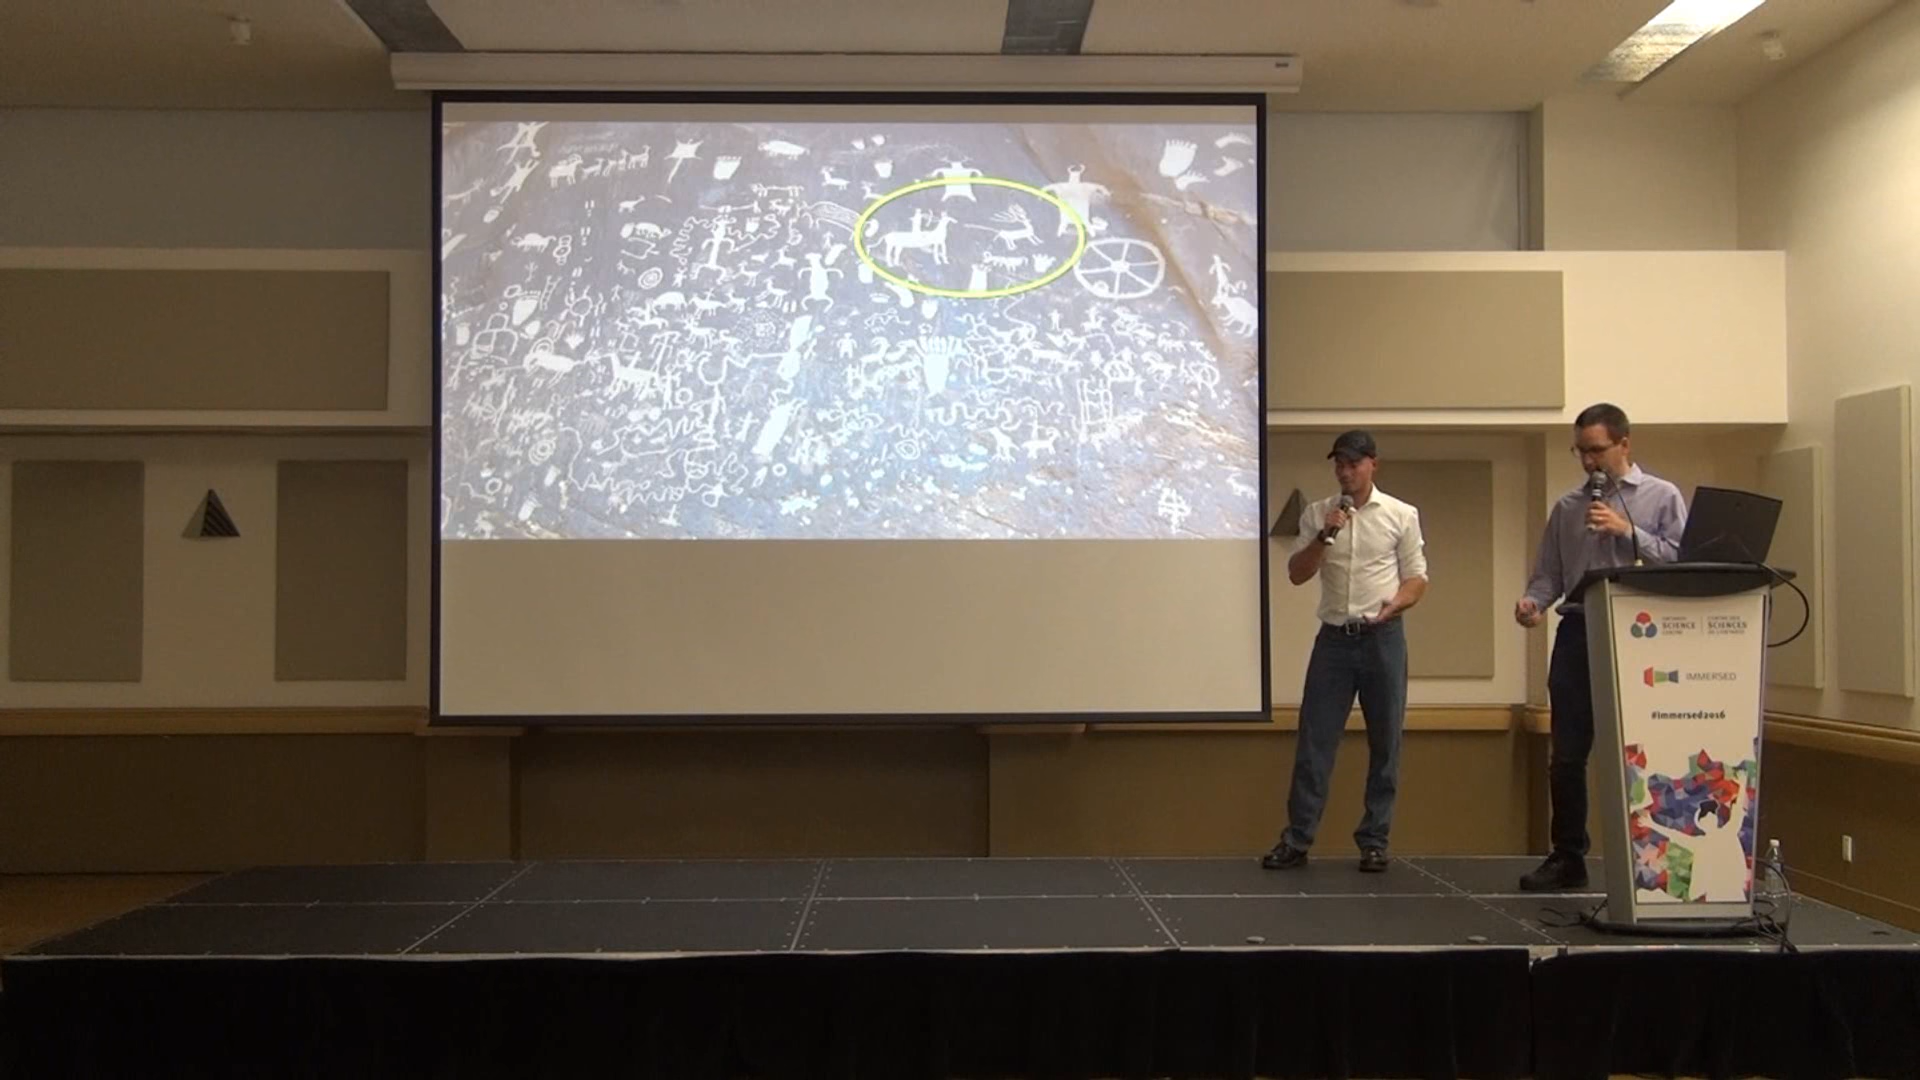 ONTARIO
SCIENCE
CENTRE
CENTRE DES
SCIENCES
DE L'ONTARIO
IMMERSED
#immersed2016